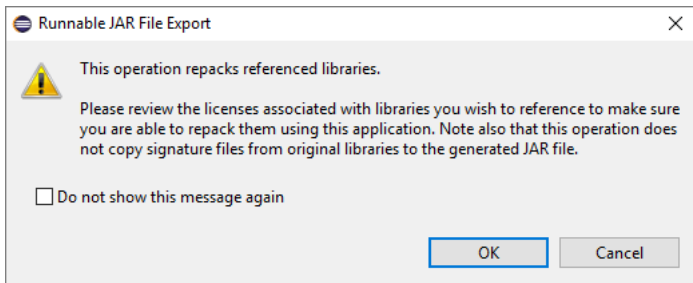 Runnable JAR File Export
This operation repacks referenced libraries.
Please review the licenses associated with libraries you wish to reference to make sure
you are able to repack them using this application. Note also that this operation does
not copy signature files from original libraries to the generated JAR file.
Do not show this message again
OK
Cancel